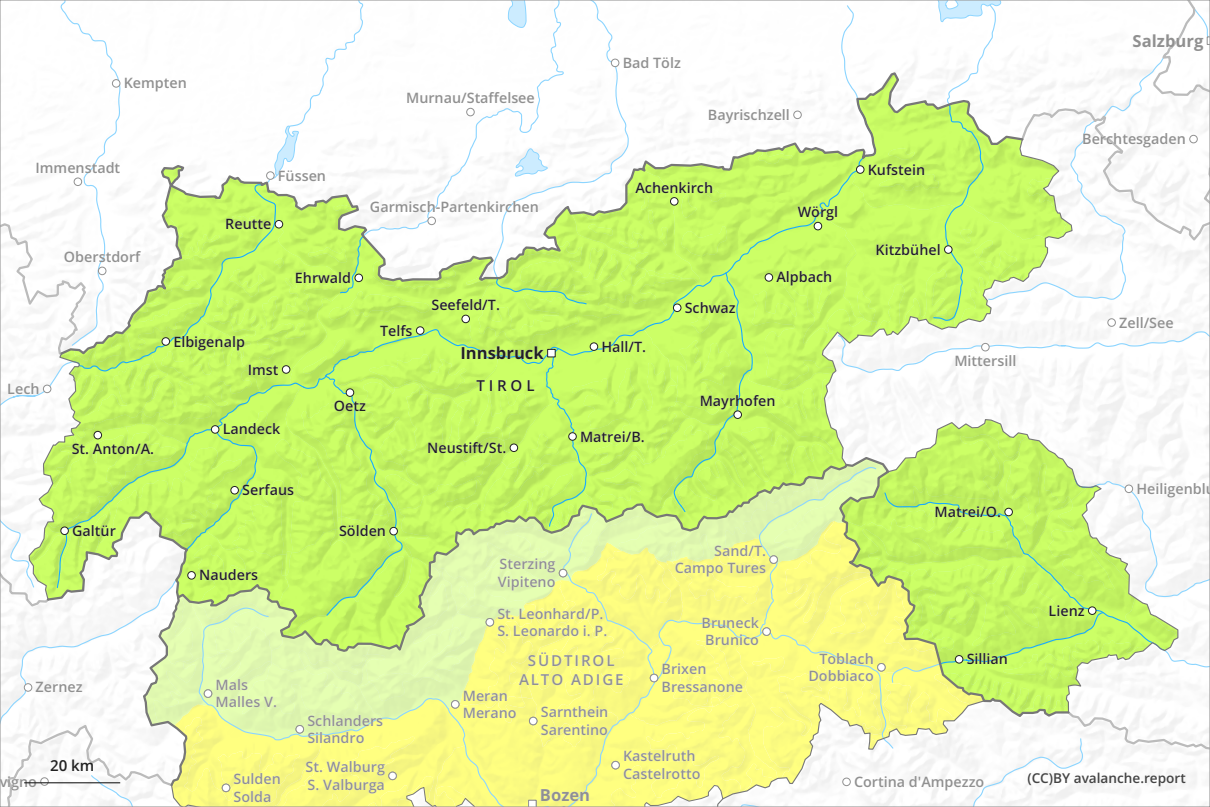 Salzburg
Bad Tölz
Kempten
Murnau/Staffelsee
Bayrischzell
Berchtesgaden
Immenstadt
Füssen
Kufstein
Achenkirch
Garmisch-Partenkirchen
Wörgl
Reutte
Kitzbühel
Oberstdorf
Ehrwald
Alpbach
Seefeld/T.
Schwaz
Zell/See
Telfs
Elbigenalp
Innsbruck
Hall/T.
Mittersill
Imst
TIROL
Lech
Oetz
Mayrhofen
Landeck
Matrei/B.
St. Anton/A.
Neustift/St.
Serfaus
Heiligenblu
Matrei/O.
Galtür
Sölden
Sand/T.
Campo Tures
Sterzing
Vipiteno
Nauders
Lienz
St. Leonhard/P.
S. Leonardo i. P.
Bruneck
Brunico
SÜDTIROL
ALTO ADIGE
Toblach
Dobbiaco
Sillian
Brixen
Bressanone
Zernez
Mals
Malles V.
Meran
Merano
Sarnthein
Sarentino
Schlanders
Silandro
Kastelruth
Castelrotto
20 km
St. Walburg
S. Valburga
Sulden
Solda
vigno
Cortina d'Ampezzo
(CC)BY avalanche.report
Bozen